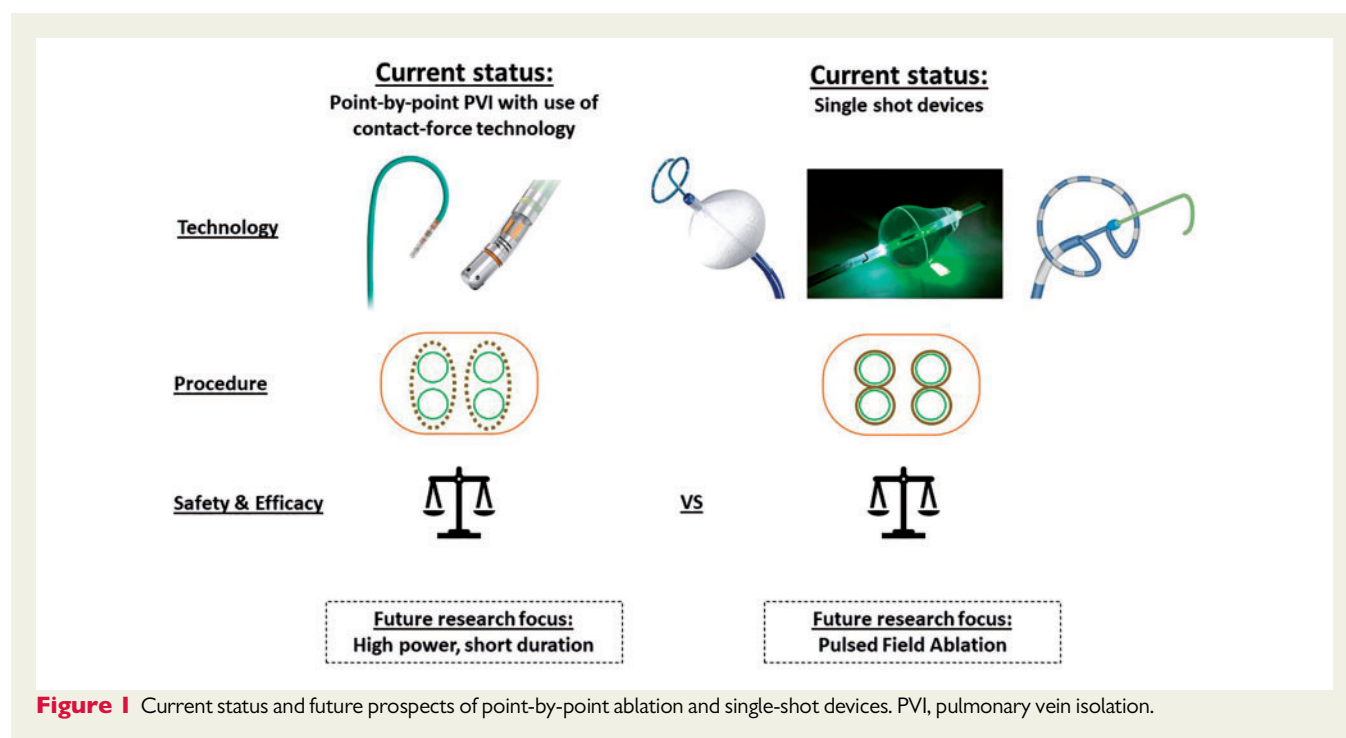 Current status:
Point-by-point PVI with use of
contact-force technology
Current status:
Single shot devices
Technology
Procedure
Safety & Efficacy
VS
Future research focus:
High power, short duration
Future research focus:
Pulsed Field Ablation
Figure 1 Current status and future prospects of point-by-point ablation and single-shot devices. PVI, pulmonary vein isolation.